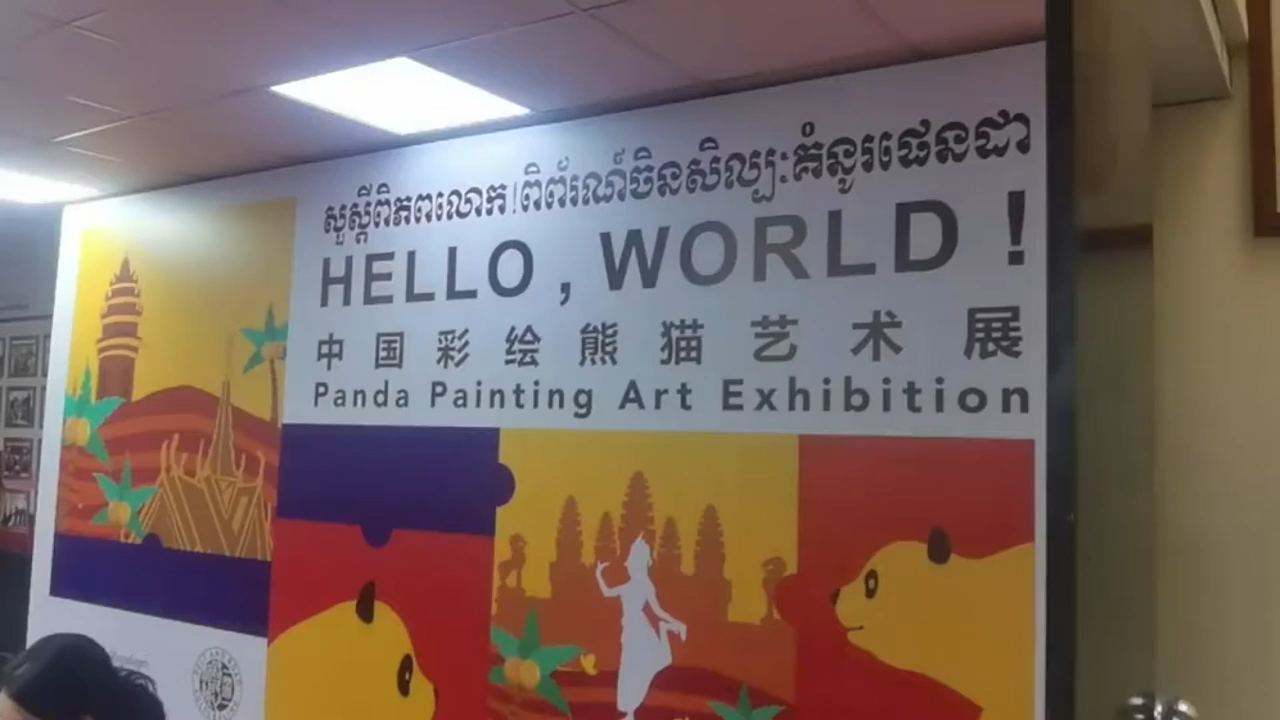 សួស្តីពិភពលោក!ពិព័រណ៍ចិនសិល្បៈគំនូរផេនដា
HELLO , WORLD !
中国彩绘熊猫艺术展
Panda Painting Art Exhibition